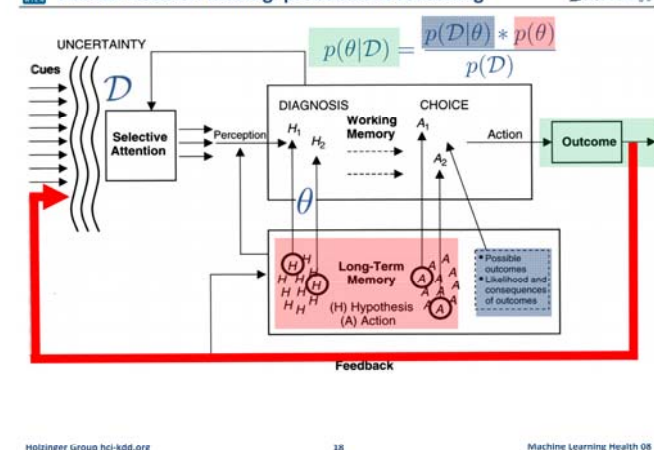 p(θ|D) = p(D|θ) * p(θ) / p(D)
UNCERTAINTY
Cues
D
Selective
Attention
Perception
DIAGNOSIS
H1
H2
Working
Memory
CHOICE
A1
A2
Action
Outcome
θ
H H
H H H
H H
H H
Long-Term
Memory
(H) Hypothesis
(A) Action
A A
A A A
A A
A A
• Possible
outcomes
• Likelihood and
consequences
of outcomes
Feedback
Holzinger Group hci-kdd.org
18
Machine Learning Health 08